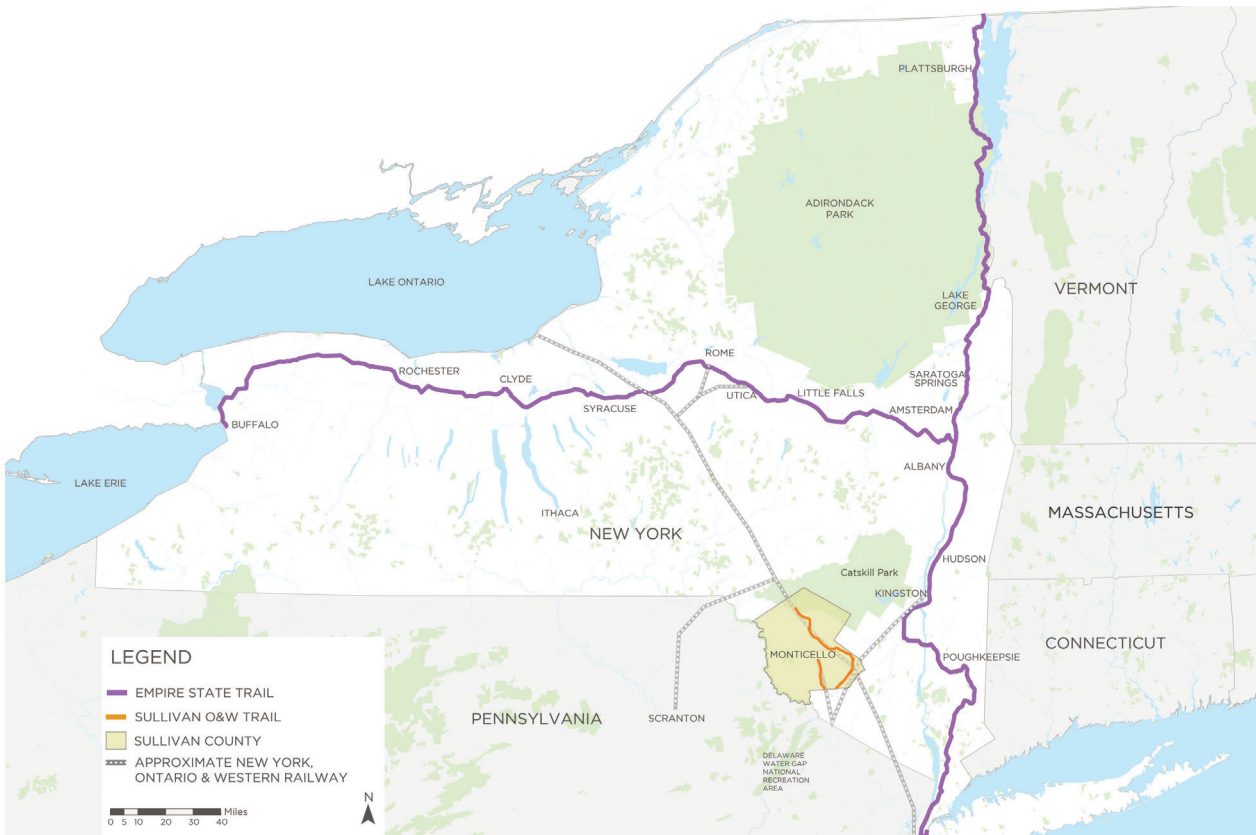 PLATTSBURGH
ADIRONDACK
PARK
LAKE ONTARIO
LAKE
GEORGE
VERMONT
ROME
ROCHESTER
CLYDE
SARATOGA
SPRINGS
UTICA
LITTLE FALLS
SYRACUSE
AMSTERDAM
BUFFALO
ALBANY
LAKE ERIE
ITHACA
MASSACHUSETTS
NEW YORK
HUDSON
Catskill Park
KINGSTON
CONNECTICUT
MONTICELLO
POUGHKEEPSIE
PENNSYLVANIA
SCRANTON
DELAWARE
WATER GAP
NATIONAL
RECREATION
AREA
LEGEND
EMPIRE STATE TRAIL
SULLIVAN O&W TRAIL
SULLIVAN COUNTY
APPROXIMATE NEW YORK,
ONTARIO & WESTERN RAILWAY
Miles
0 5 10 20 30 40
N